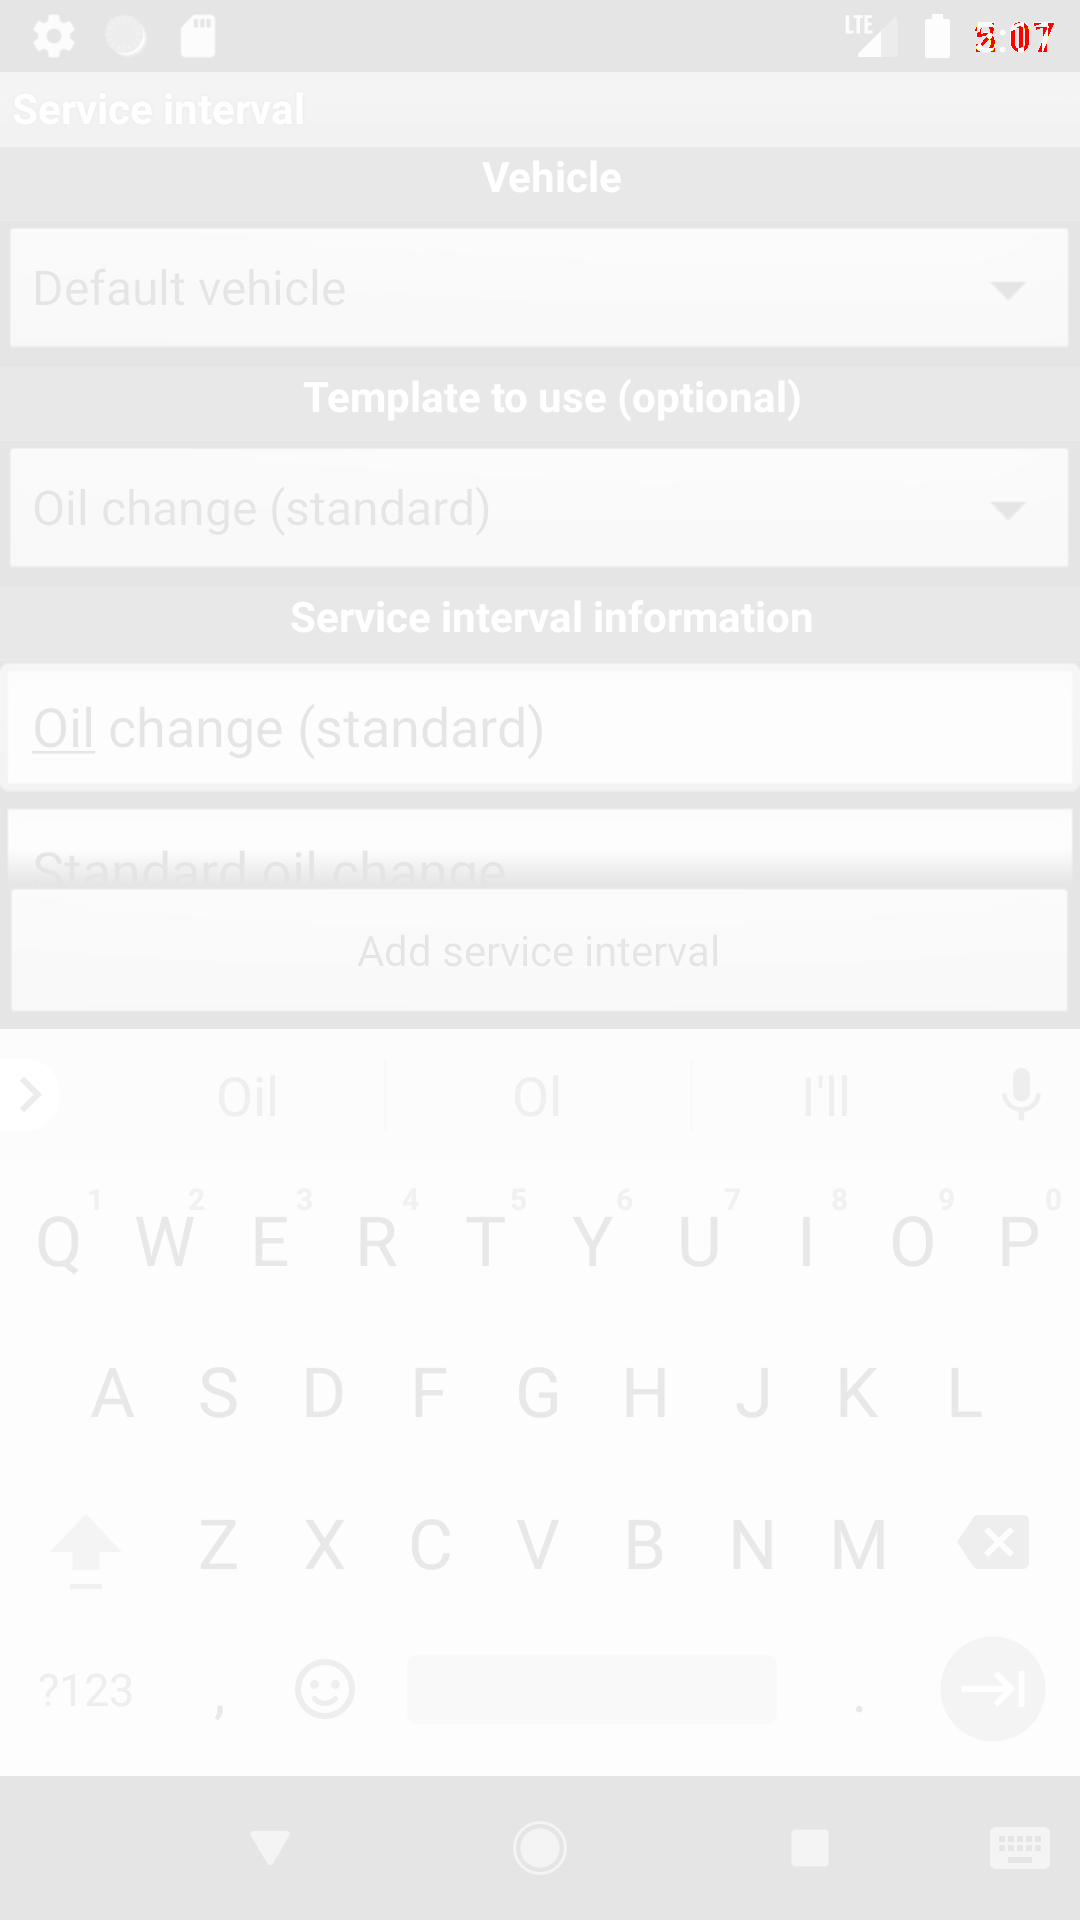 LTE
Service interval
Vehicle
Default vehicle
Template to use (optional)
Oil change (standard)
Service interval information
Oil change (standard)
Standard oil change
Add service interval
Oil Ol I'll
1 2 3 4 5 6 7 8 9 0
Q W E R T Y U I O P
A S D F G H J K L
Z X C V B N M
?123 , .